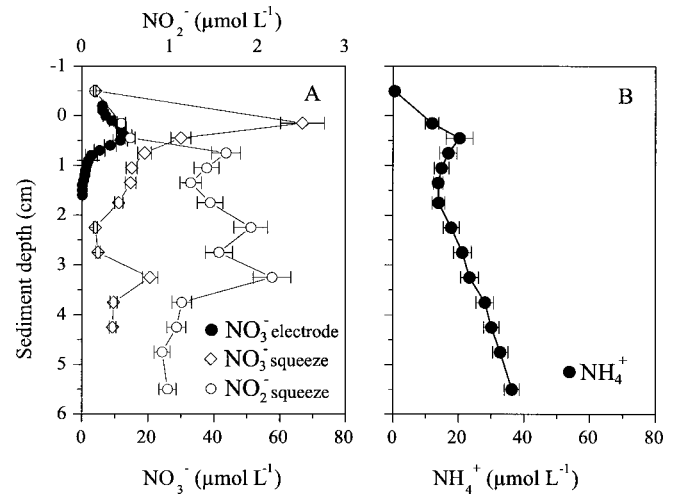 NO₂⁻ (µmol L⁻¹)
0 1 2 3
-1 0 1 2 3 4 5 6
Sediment depth (cm)
A
NO₃⁻ electrode
NO₃⁻ squeeze
NO₂⁻ squeeze
0 20 40 60 80
NO₃⁻ (µmol L⁻¹)
B
NH₄⁺
0 20 40 60 80
NH₄⁺ (µmol L⁻¹)